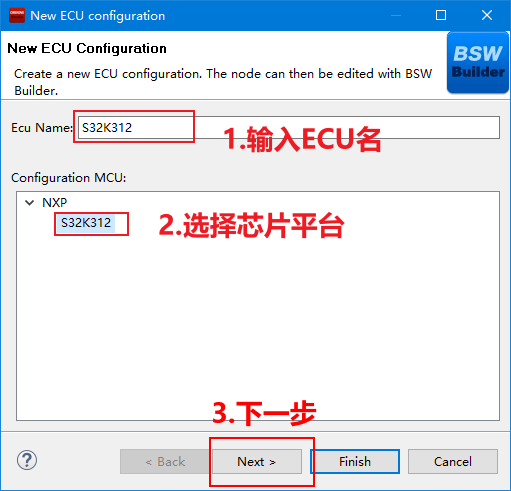 New ECU configuration
New ECU Configuration
Create a new ECU configuration. The node can then be edited with BSW
Builder.
BSW
Builder
Ecu Name: S32K312
1.输入ECU名
Configuration MCU:
NXP
S32K312
2.选择芯片平台
3.下一步
? < Back Next > Finish Cancel